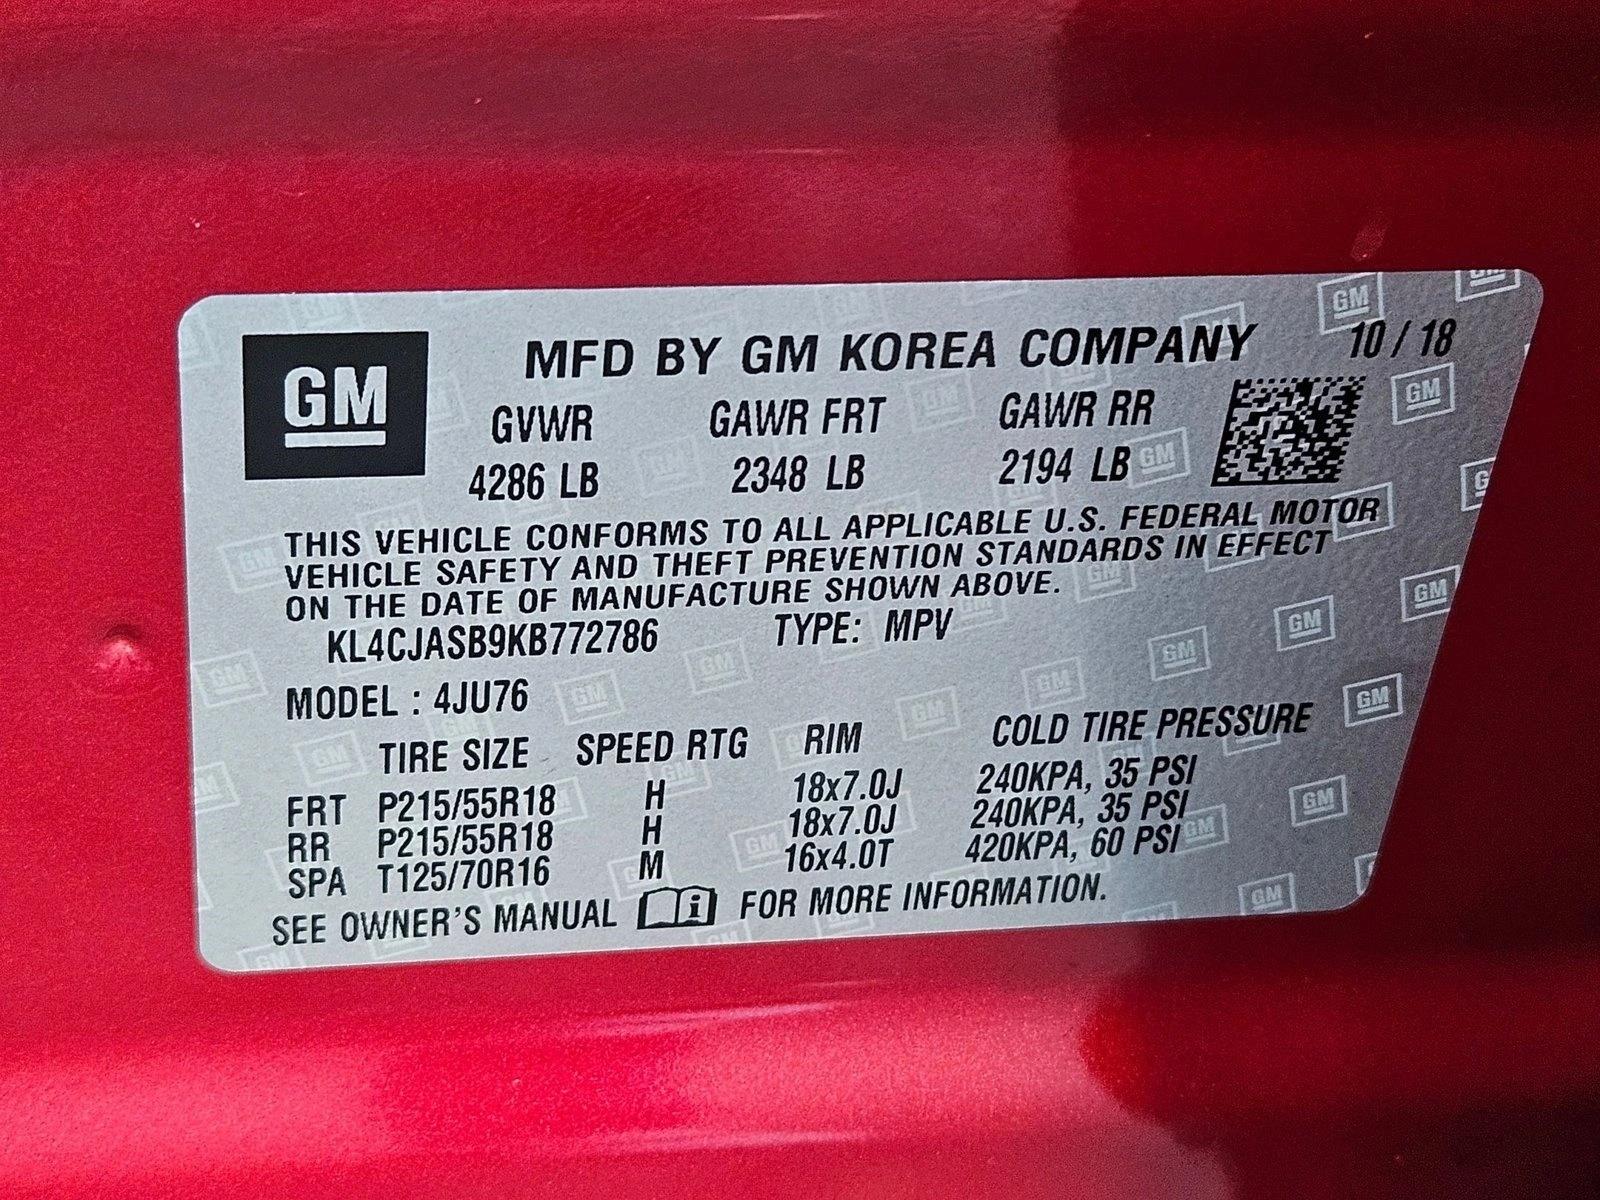 GM
MFD BY GM KOREA COMPANY 10 / 18
GVWR GAWR FRT GAWR RR
4286 LB 2348 LB 2194 LB
THIS VEHICLE CONFORMS TO ALL APPLICABLE U.S. FEDERAL MOTOR
VEHICLE SAFETY AND THEFT PREVENTION STANDARDS IN EFFECT
ON THE DATE OF MANUFACTURE SHOWN ABOVE.
KL4CJASB9KB772786 TYPE: MPV
MODEL : 4JU76
TIRE SIZE SPEED RTG RIM COLD TIRE PRESSURE
FRT P215/55R18 H 18x7.0J 240KPA, 35 PSI
RR P215/55R18 H 18x7.0J 240KPA, 35 PSI
SPA T125/70R16 M 16x4.0T 420KPA, 60 PSI
SEE OWNER'S MANUAL i FOR MORE INFORMATION.